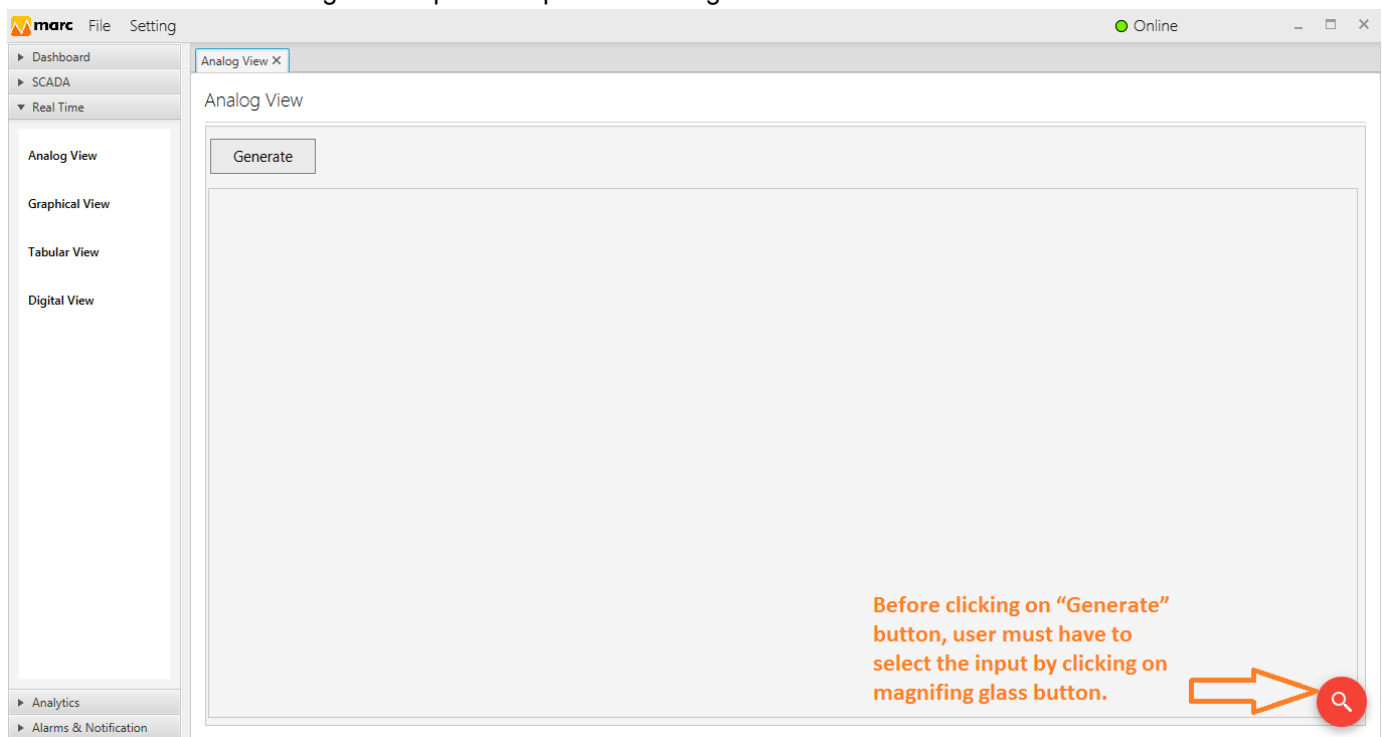 marc File Setting
Online
Dashboard
SCADA
Real Time
Analog View
Graphical View
Tabular View
Digital View
Analytics
Alarms & Notification
Analog View
Analog View
Generate
Before clicking on “Generate”
button, user must have to
select the input by clicking on
magnifing glass button.